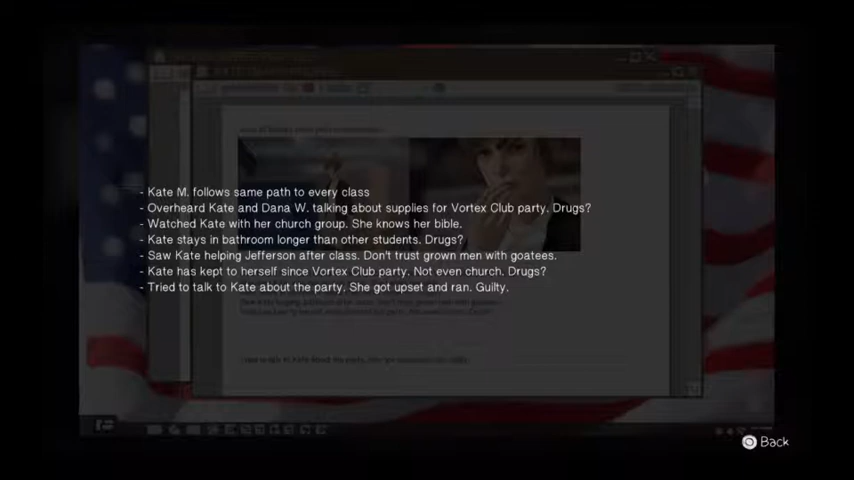 - Kate M. follows same path to every class
- Overheard Kate and Dana W. talking about supplies for Vortex Club party. Drugs?
- Watched Kate with her church group. She knows her bible.
- Kate stays in bathroom longer than other students. Drugs?
- Saw Kate helping Jefferson after class. Don't trust grown men with goatees.
- Kate has kept to herself since Vortex Club party. Not even church. Drugs?
- Tried to talk to Kate about the party. She got upset and ran. Guilty.
Back